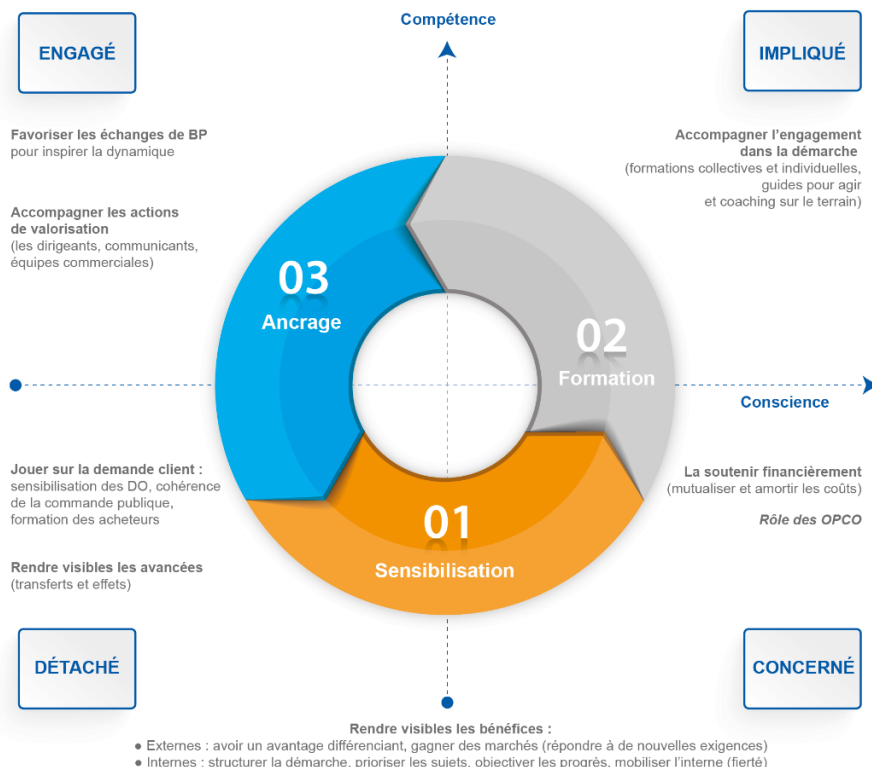 Compétence
ENGAGÉ
IMPLIQUÉ
Favoriser les échanges de BP
pour inspirer la dynamique
Accompagner les actions
de valorisation
(les dirigeants, communicants,
équipes commerciales)
Accompagner l'engagement
dans la démarche
(formations collectives et individuelles,
guides pour agir
et coaching sur le terrain)
03
Ancrage
02
Formation
Conscience
Jouer sur la demande client :
sensibilisation des DO, cohérence
de la commande publique,
formation des acheteurs
Rendre visibles les avancées
(transferts et effets)
La soutenir financièrement
(mutualiser et amortir les coûts)
Rôle des OPCO
01
Sensibilisation
DÉTACHÉ
CONCERNÉ
Rendre visibles les bénéfices :
● Externes : avoir un avantage différenciant, gagner des marchés (répondre à de nouvelles exigences)
● Internes : structurer la démarche, prioriser les sujets, objectiver les progrès, mobiliser l'interne (fierté)